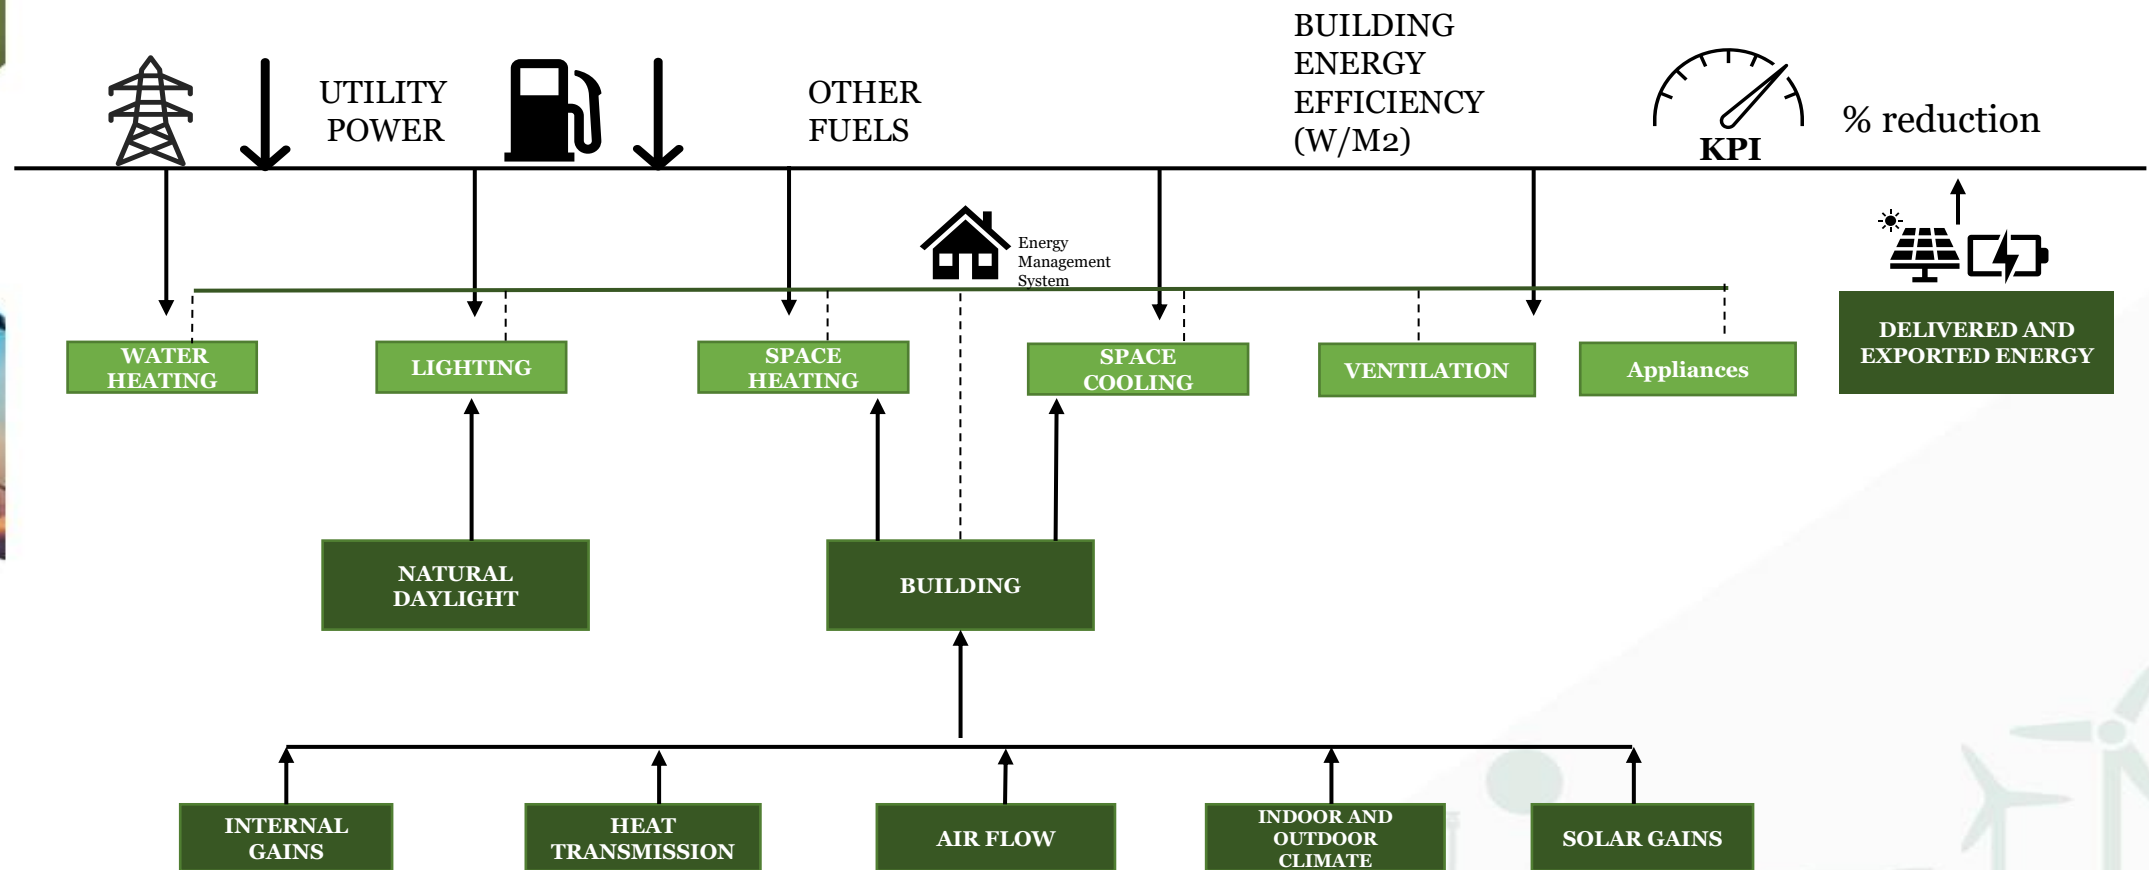 UTILITY
POWER
OTHER
FUELS
BUILDING
ENERGY
EFFICIENCY
(W/M2)
KPI
% reduction
Energy
Management
System
WATER
HEATING
LIGHTING
SPACE
HEATING
SPACE
COOLING
VENTILATION
Appliances
DELIVERED AND
EXPORTED ENERGY
NATURAL
DAYLIGHT
BUILDING
INTERNAL
GAINS
HEAT
TRANSMISSION
AIR FLOW
INDOOR AND
OUTDOOR
CLIMATE
SOLAR GAINS